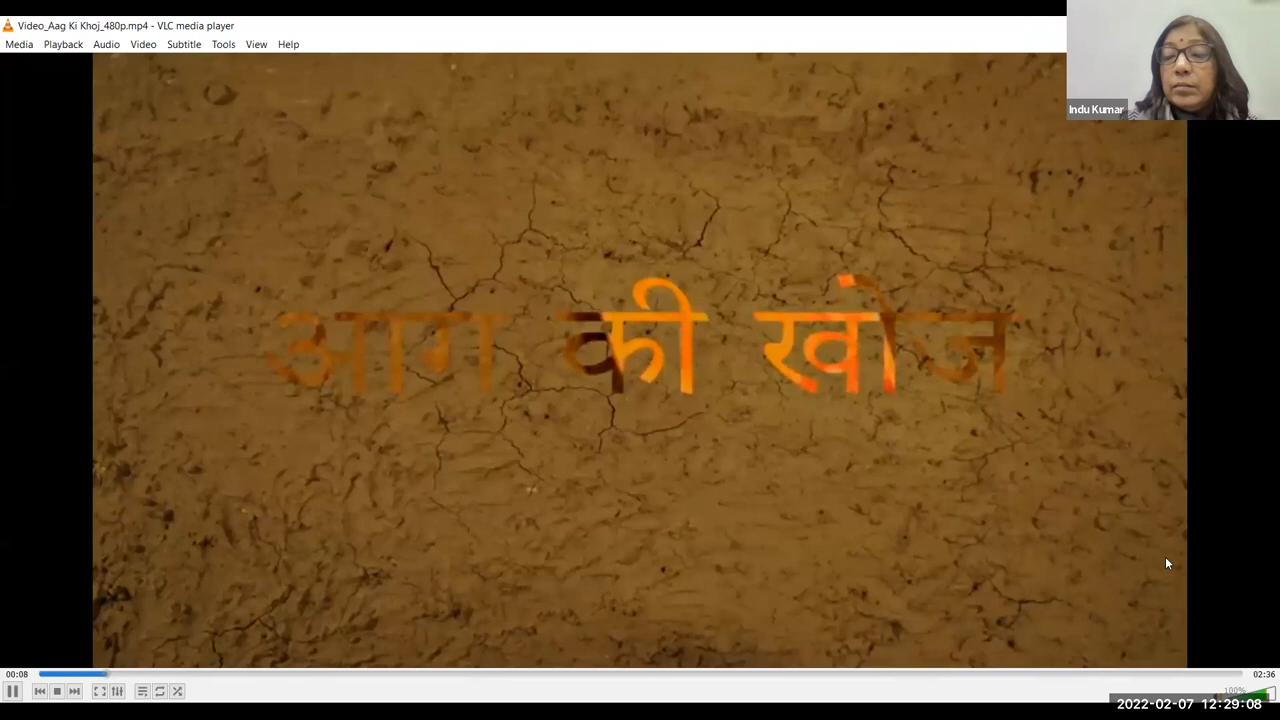 Video_Aag Ki Khoj_480p.mp4 - VLC media player
Media Playback Audio Video Subtitle Tools View Help
Indu Kumar
आग की खोज
00:08
02:36
100%
2022-02-07 12:29:08